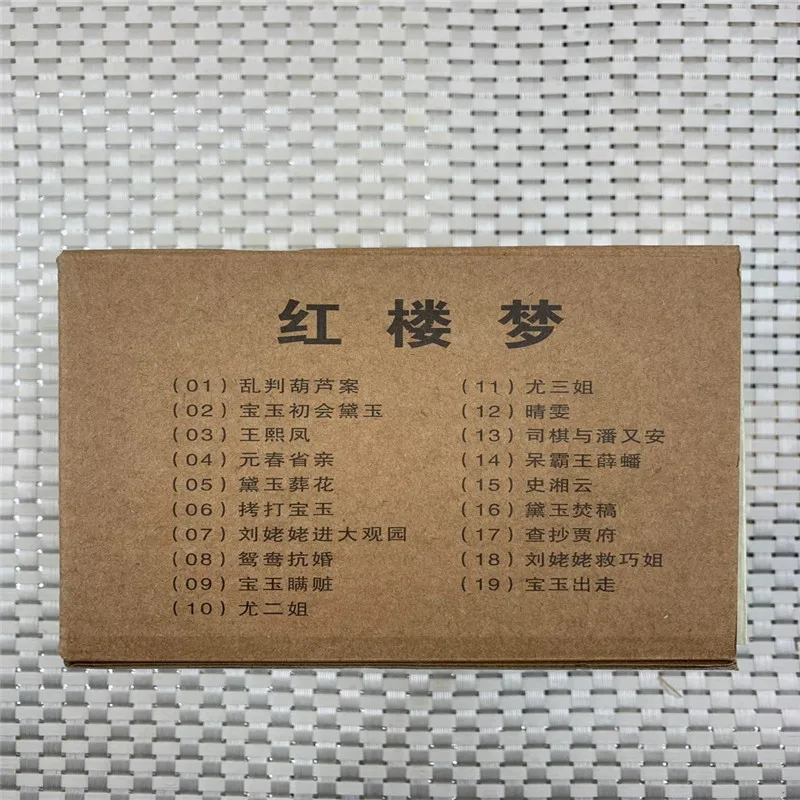 红楼梦
(01)乱判葫芦案
(02)宝玉初会黛玉
(03)王熙凤
(04)元春省亲
(05)黛玉葬花
(06)拷打宝玉
(07)刘姥姥进大观园
(08)鸳鸯抗婚
(09)宝玉瞒赃
(10)尤二姐
(11)尤三姐
(12)晴雯
(13)司棋与潘又安
(14)呆霸王薛蟠
(15)史湘云
(16)黛玉焚稿
(17)查抄贾府
(18)刘姥姥救巧姐
(19)宝玉出走